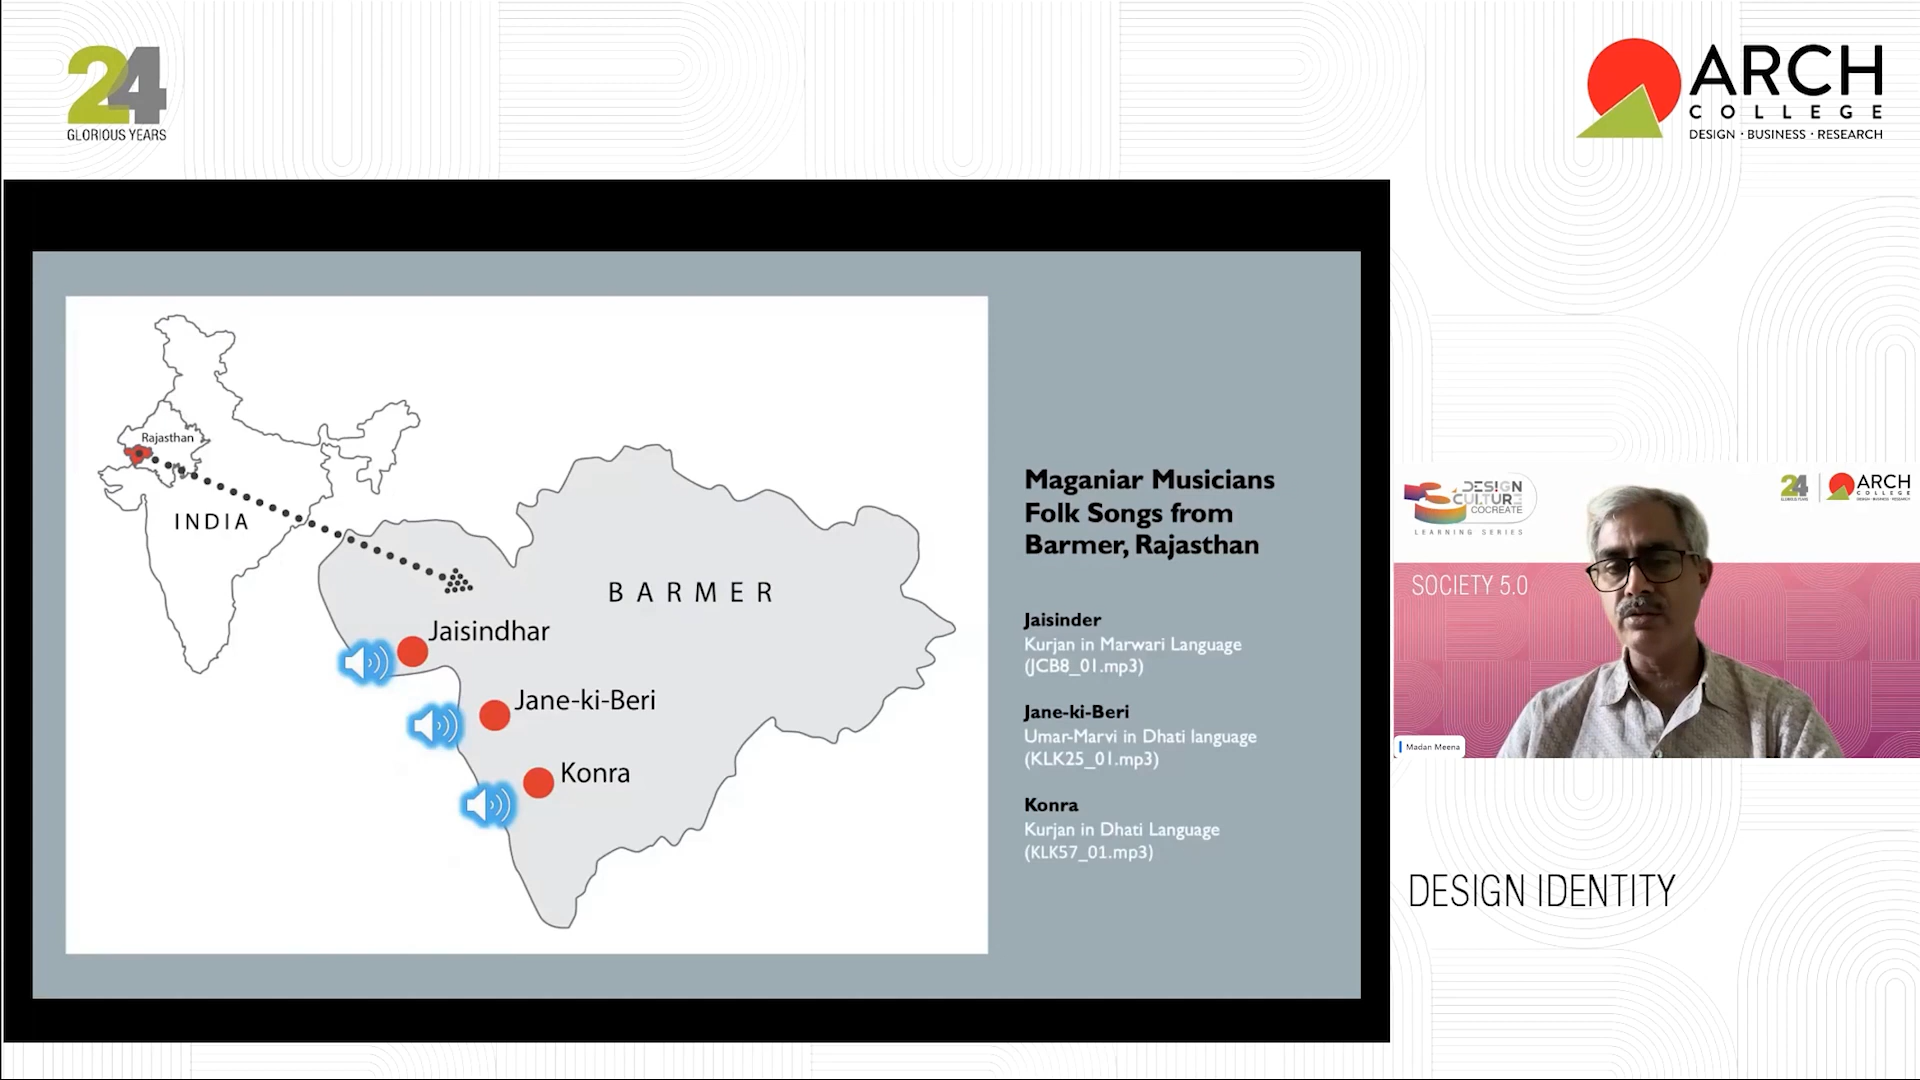 24
GLORIOUS YEARS
ARCH
COLLEGE
DESIGN · BUSINESS · RESEARCH
Rajasthan
INDIA
BARMER
Jaisindhar
Jane-ki-Beri
Konra
Maganiar Musicians
Folk Songs from
Barmer, Rajasthan
Jaisinder
Kurjan in Marwari Language
(JCB8_01.mp3)
Jane-ki-Beri
Umar-Marvi in Dhati language
(KLK25_01.mp3)
Konra
Kurjan in Dhati Language
(KLK57_01.mp3)
DESIGN
CULTURE
COCREATE
LEARNING SERIES
24
ARCH
COLLEGE
SOCIETY 5.0
Madan Meena
DESIGN IDENTITY